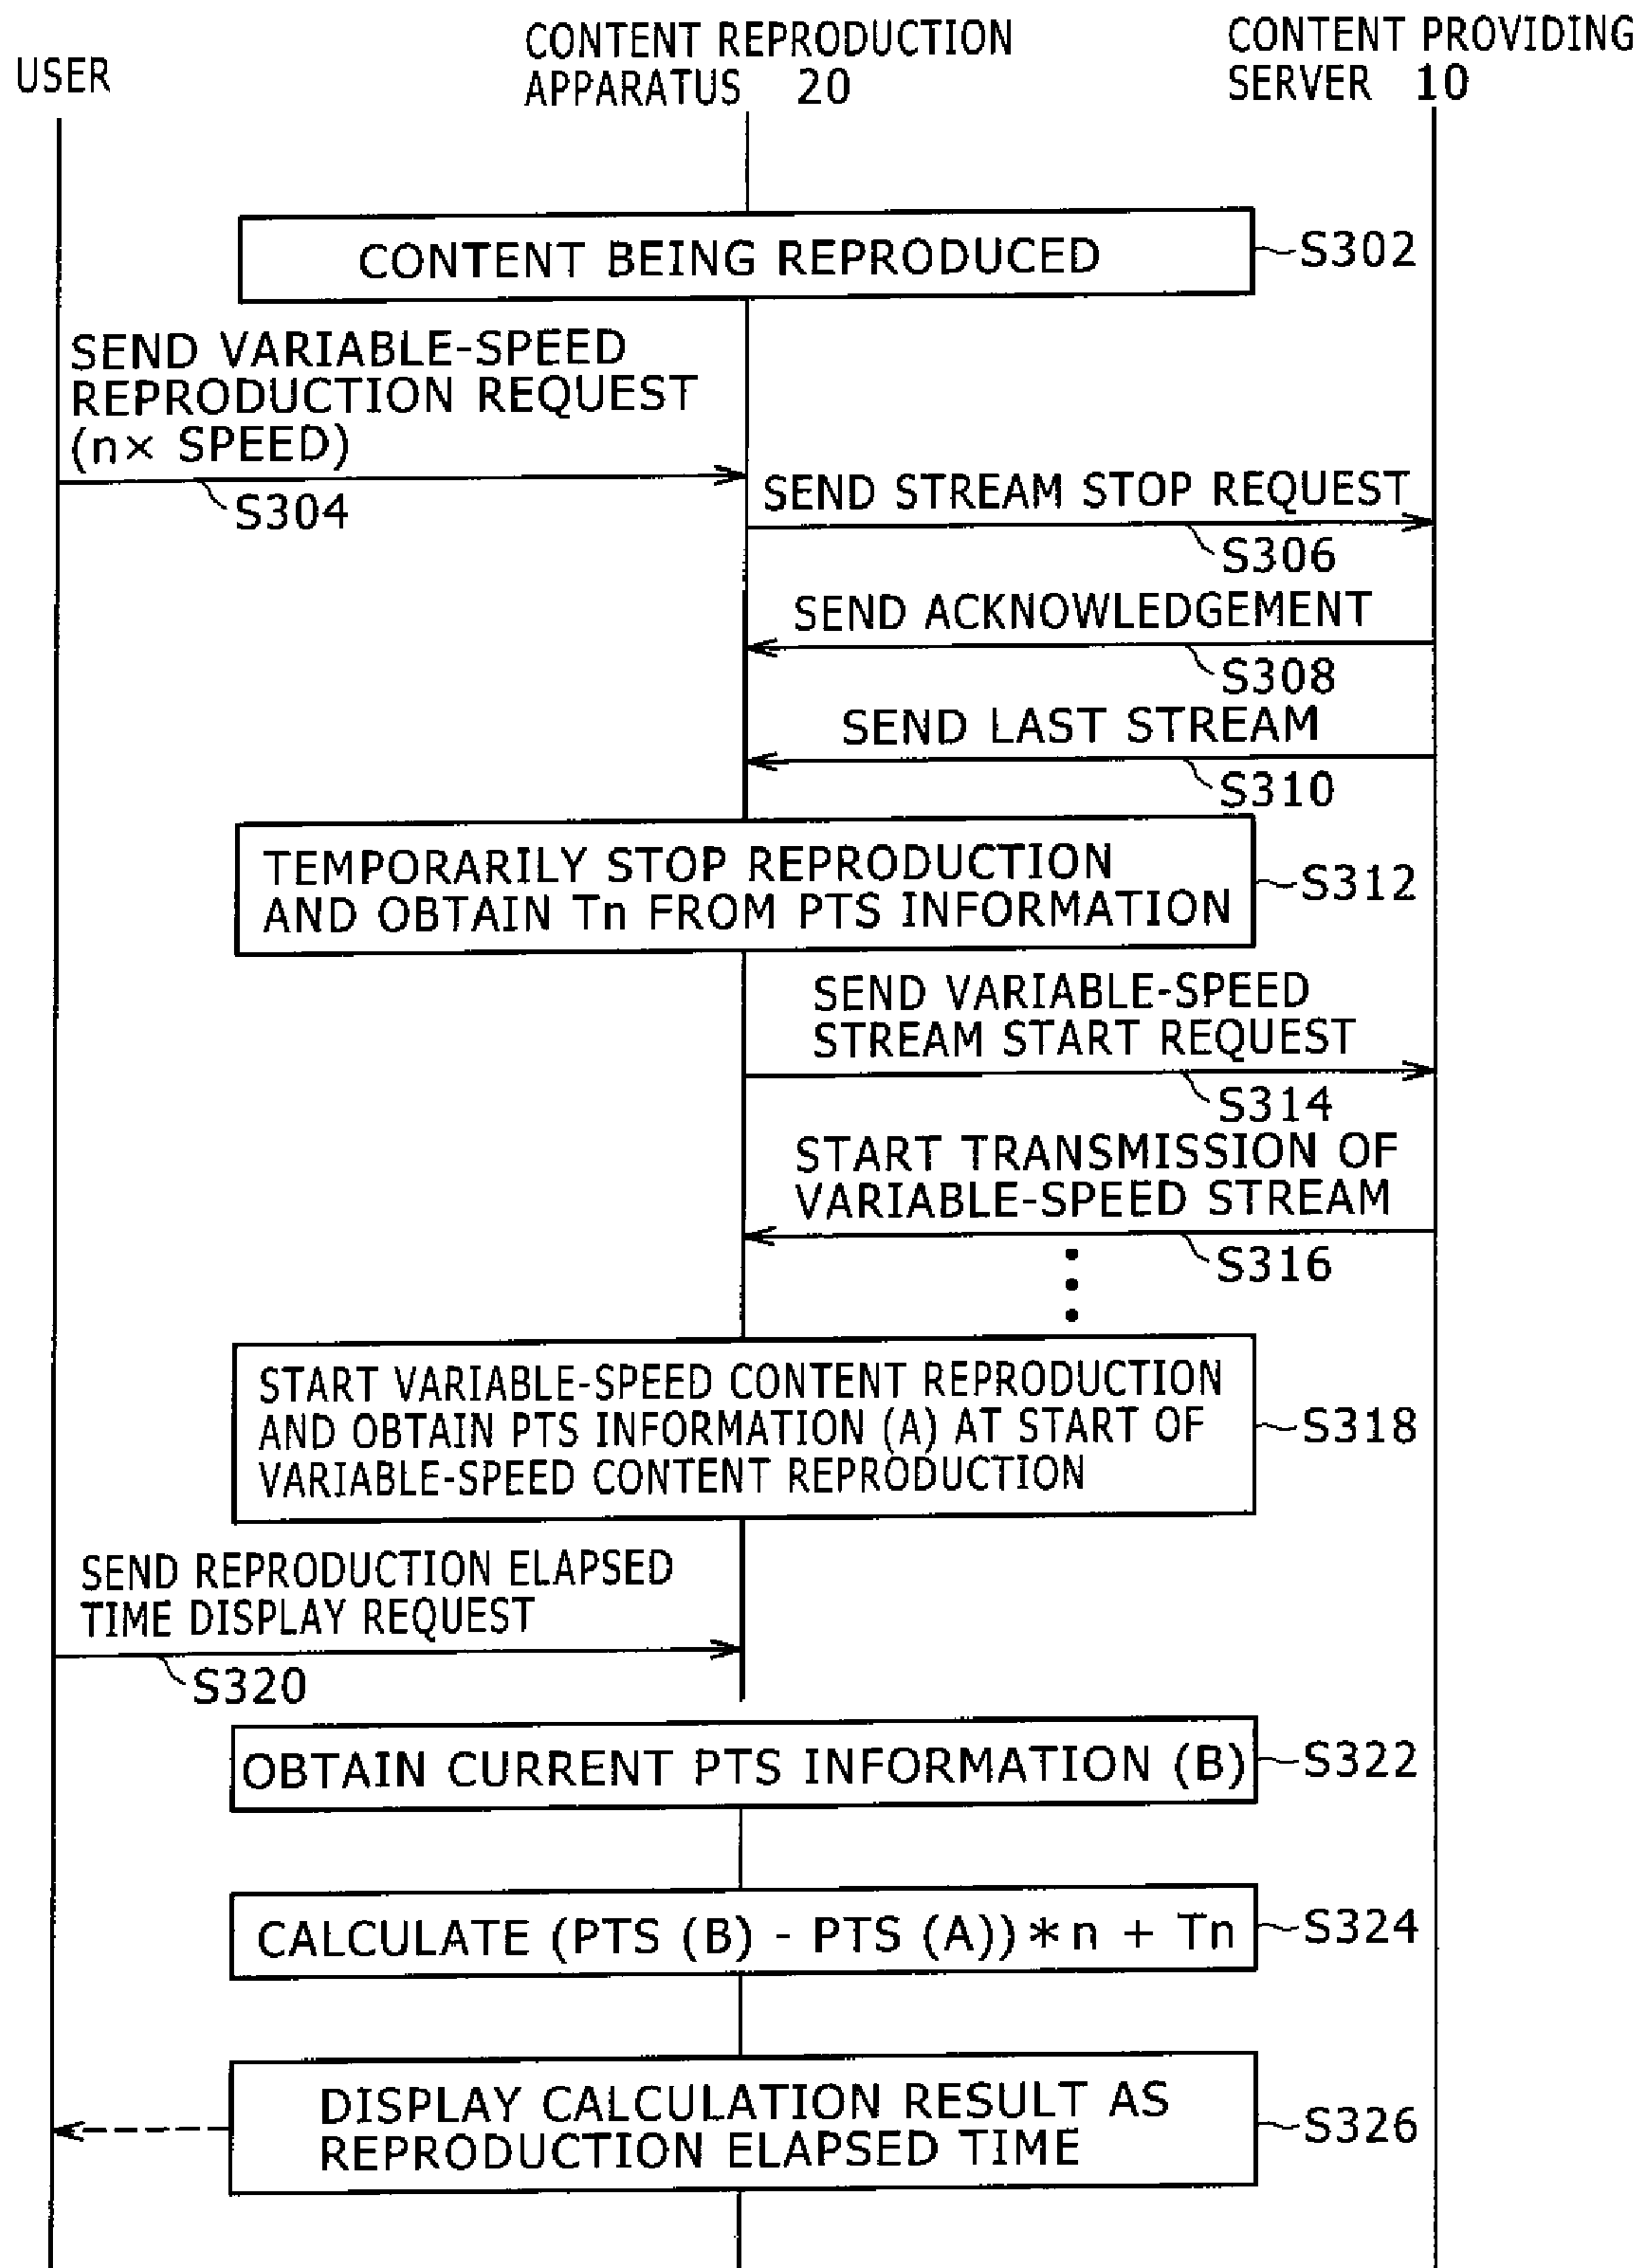 USER
CONTENT REPRODUCTION
APPARATUS 20
CONTENT PROVIDING
SERVER 10
CONTENT BEING REPRODUCED
S302
SEND VARIABLE-SPEED
REPRODUCTION REQUEST
(n× SPEED)
S304
SEND STREAM STOP REQUEST
S306
SEND ACKNOWLEDGEMENT
S308
SEND LAST STREAM
S310
TEMPORARILY STOP REPRODUCTION
AND OBTAIN Tn FROM PTS INFORMATION
S312
SEND VARIABLE-SPEED
STREAM START REQUEST
S314
START TRANSMISSION OF
VARIABLE-SPEED STREAM
S316
START VARIABLE-SPEED CONTENT REPRODUCTION
AND OBTAIN PTS INFORMATION (A) AT START OF
VARIABLE-SPEED CONTENT REPRODUCTION
S318
SEND REPRODUCTION ELAPSED
TIME DISPLAY REQUEST
S320
OBTAIN CURRENT PTS INFORMATION (B)
S322
CALCULATE (PTS (B) - PTS (A)) * n + Tn
S324
DISPLAY CALCULATION RESULT AS
REPRODUCTION ELAPSED TIME
S326